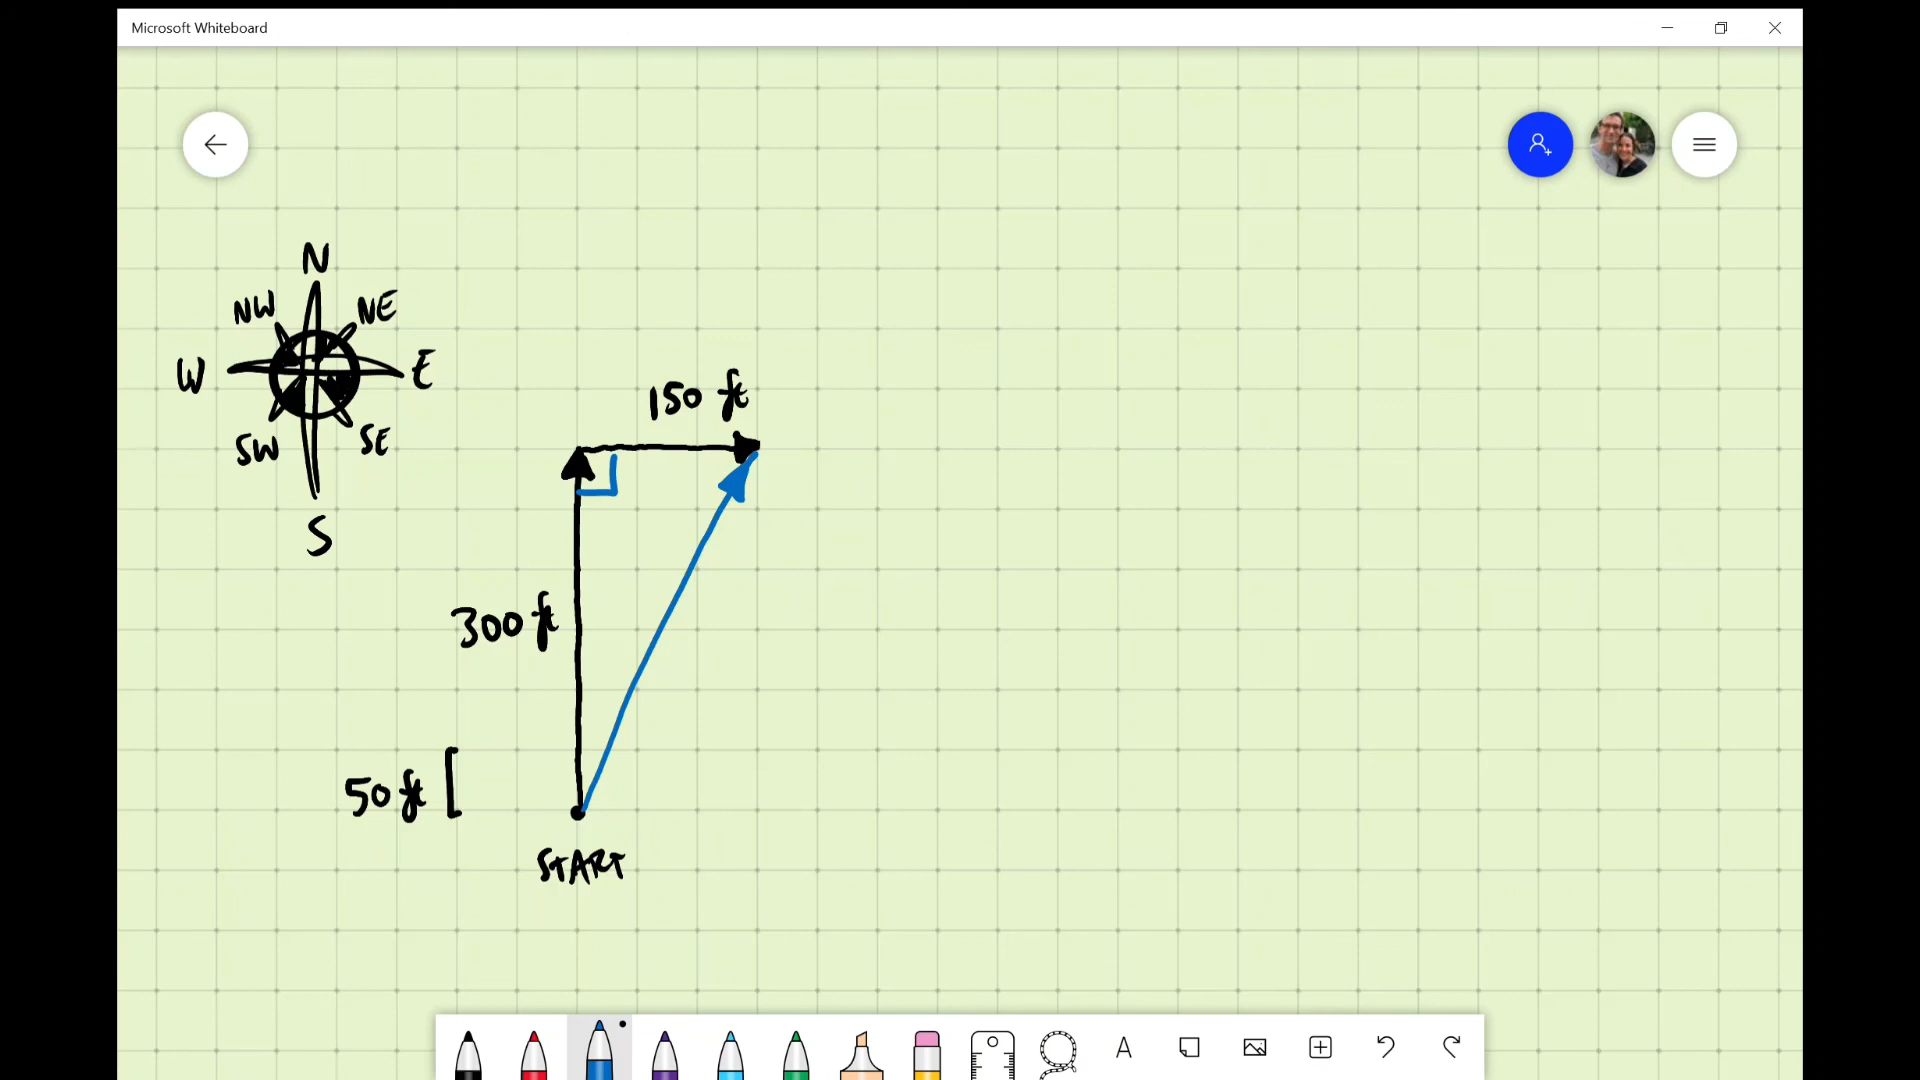 Microsoft Whiteboard
N
NW NE
W E
SW SE
S
150 ft
300 ft
50 ft
START